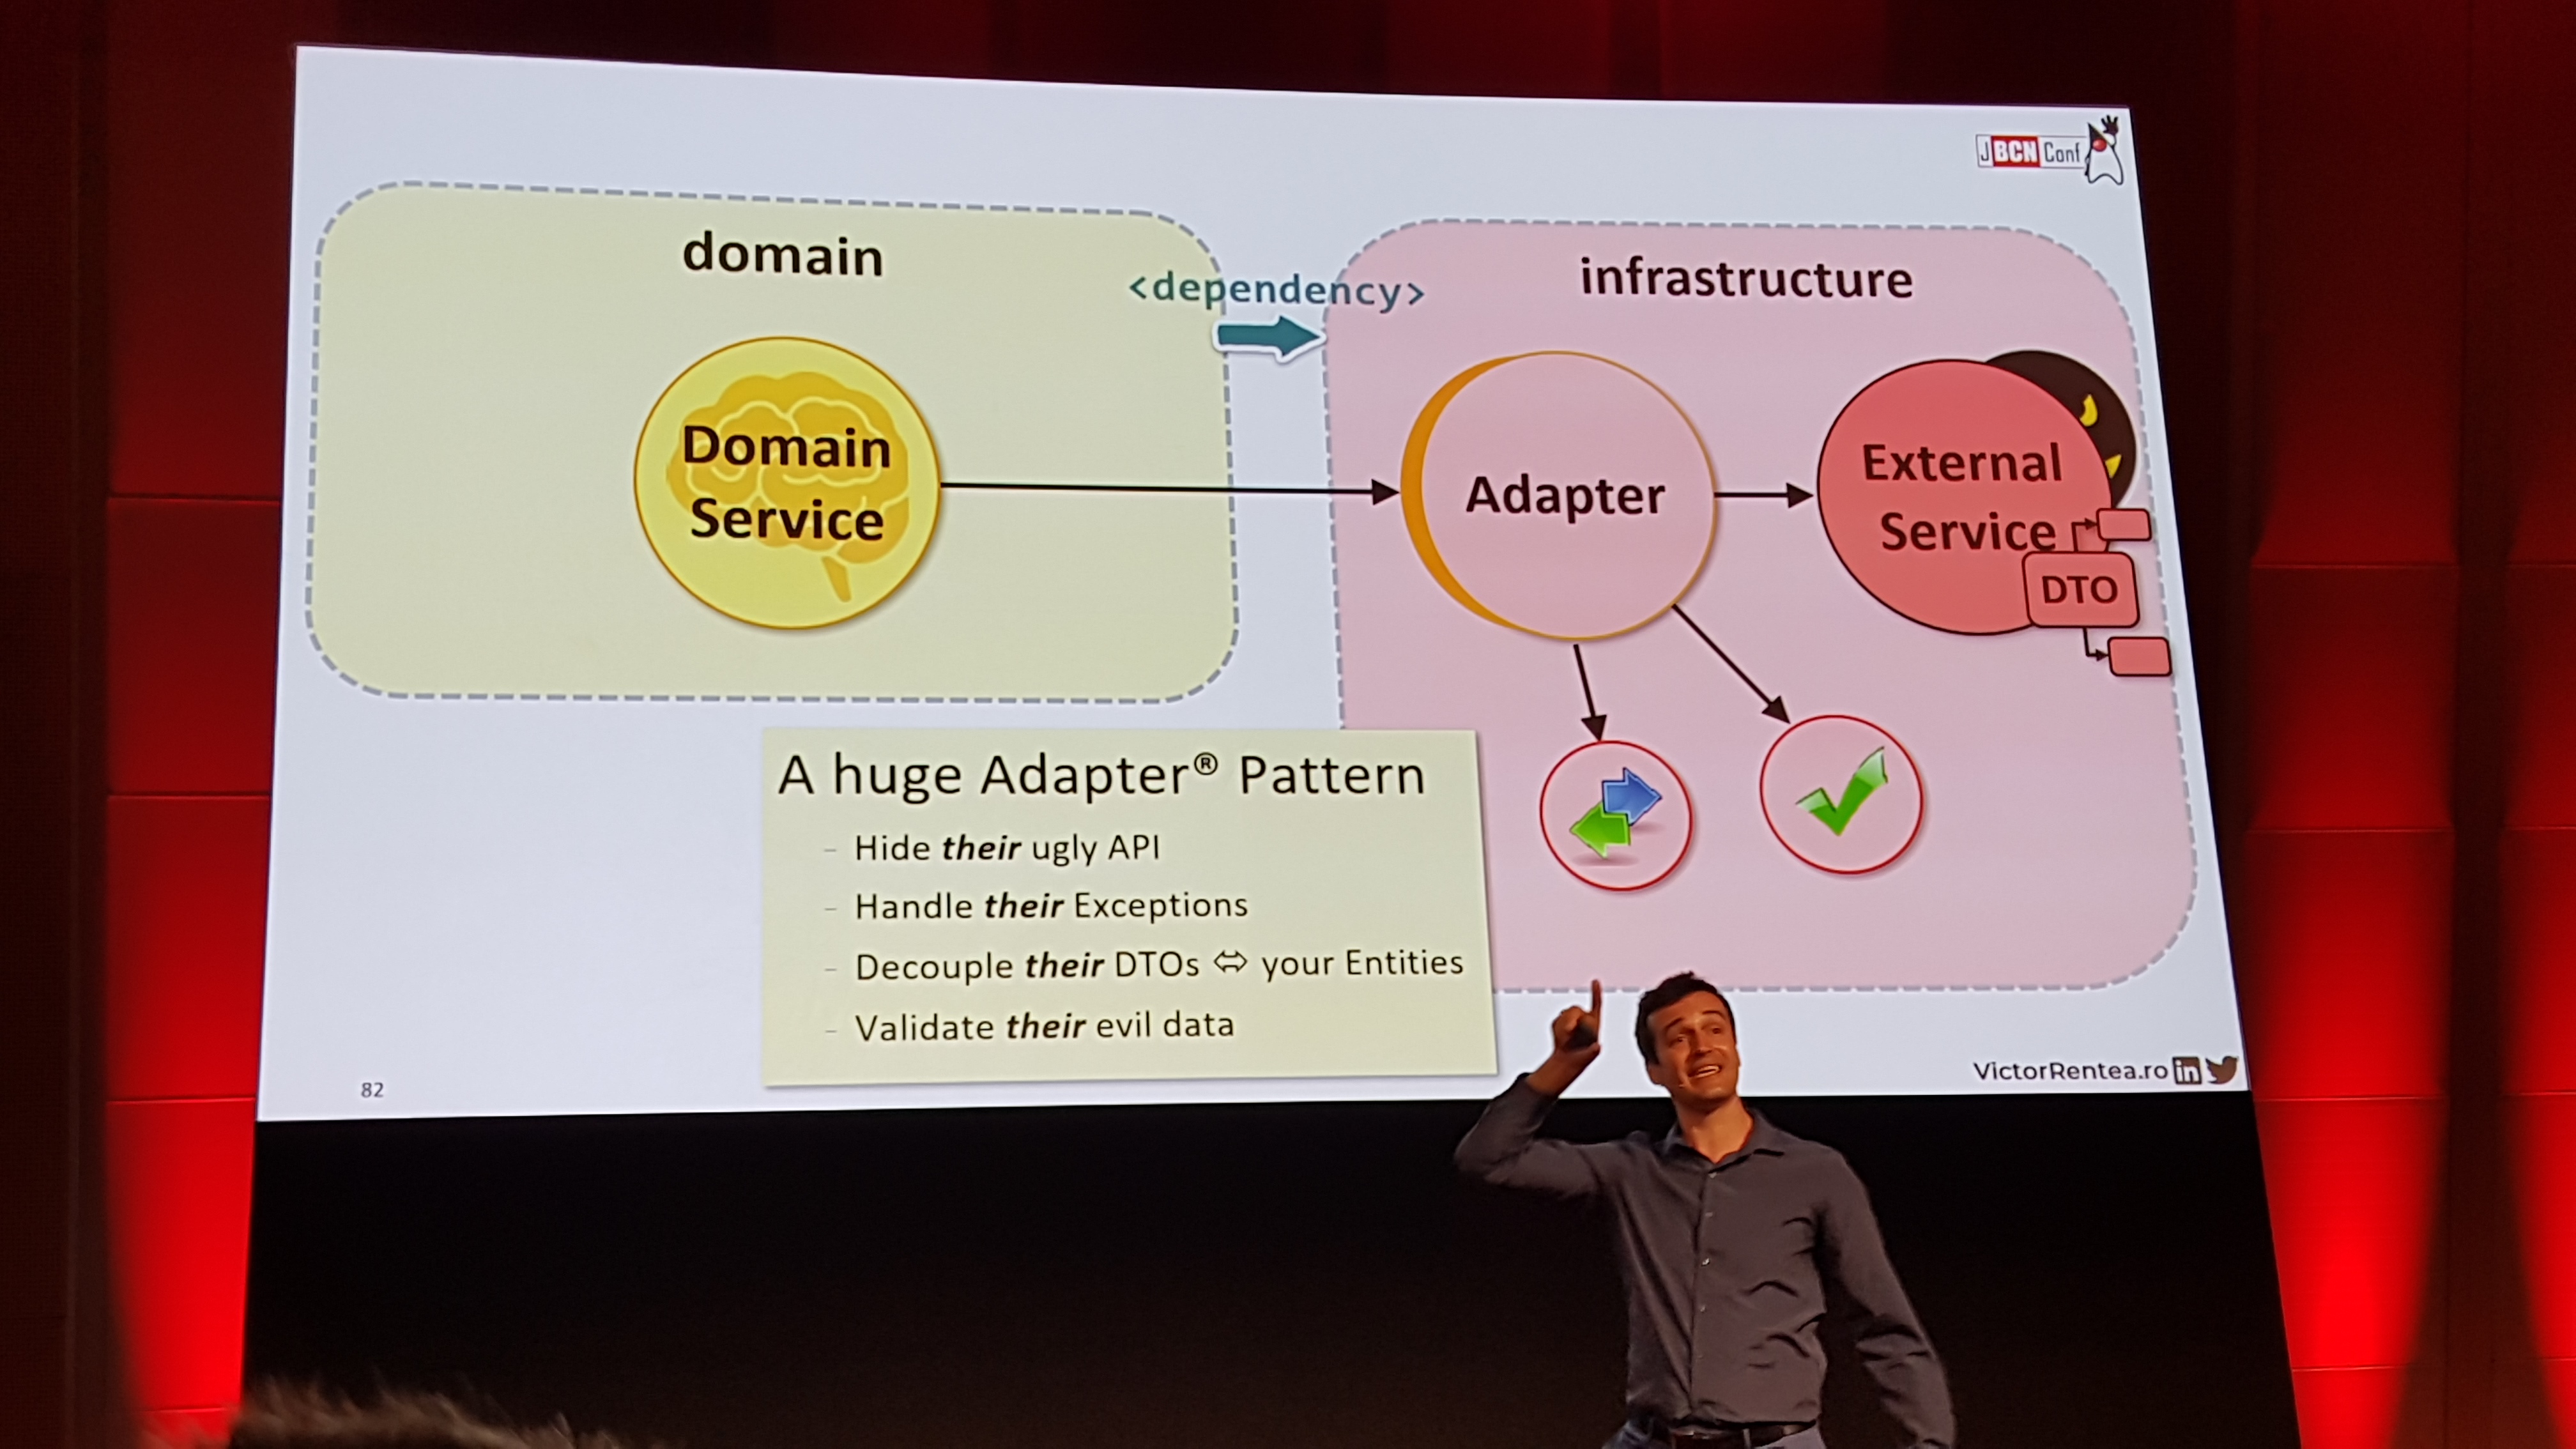 JBCNConf
domain
<dependency>
infrastructure
Domain
Service
Adapter
External
Service
DTO
A huge Adapter® Pattern
– Hide their ugly API
– Handle their Exceptions
– Decouple their DTOs ⇔ your Entities
– Validate their evil data
82
VictorRentea.ro in